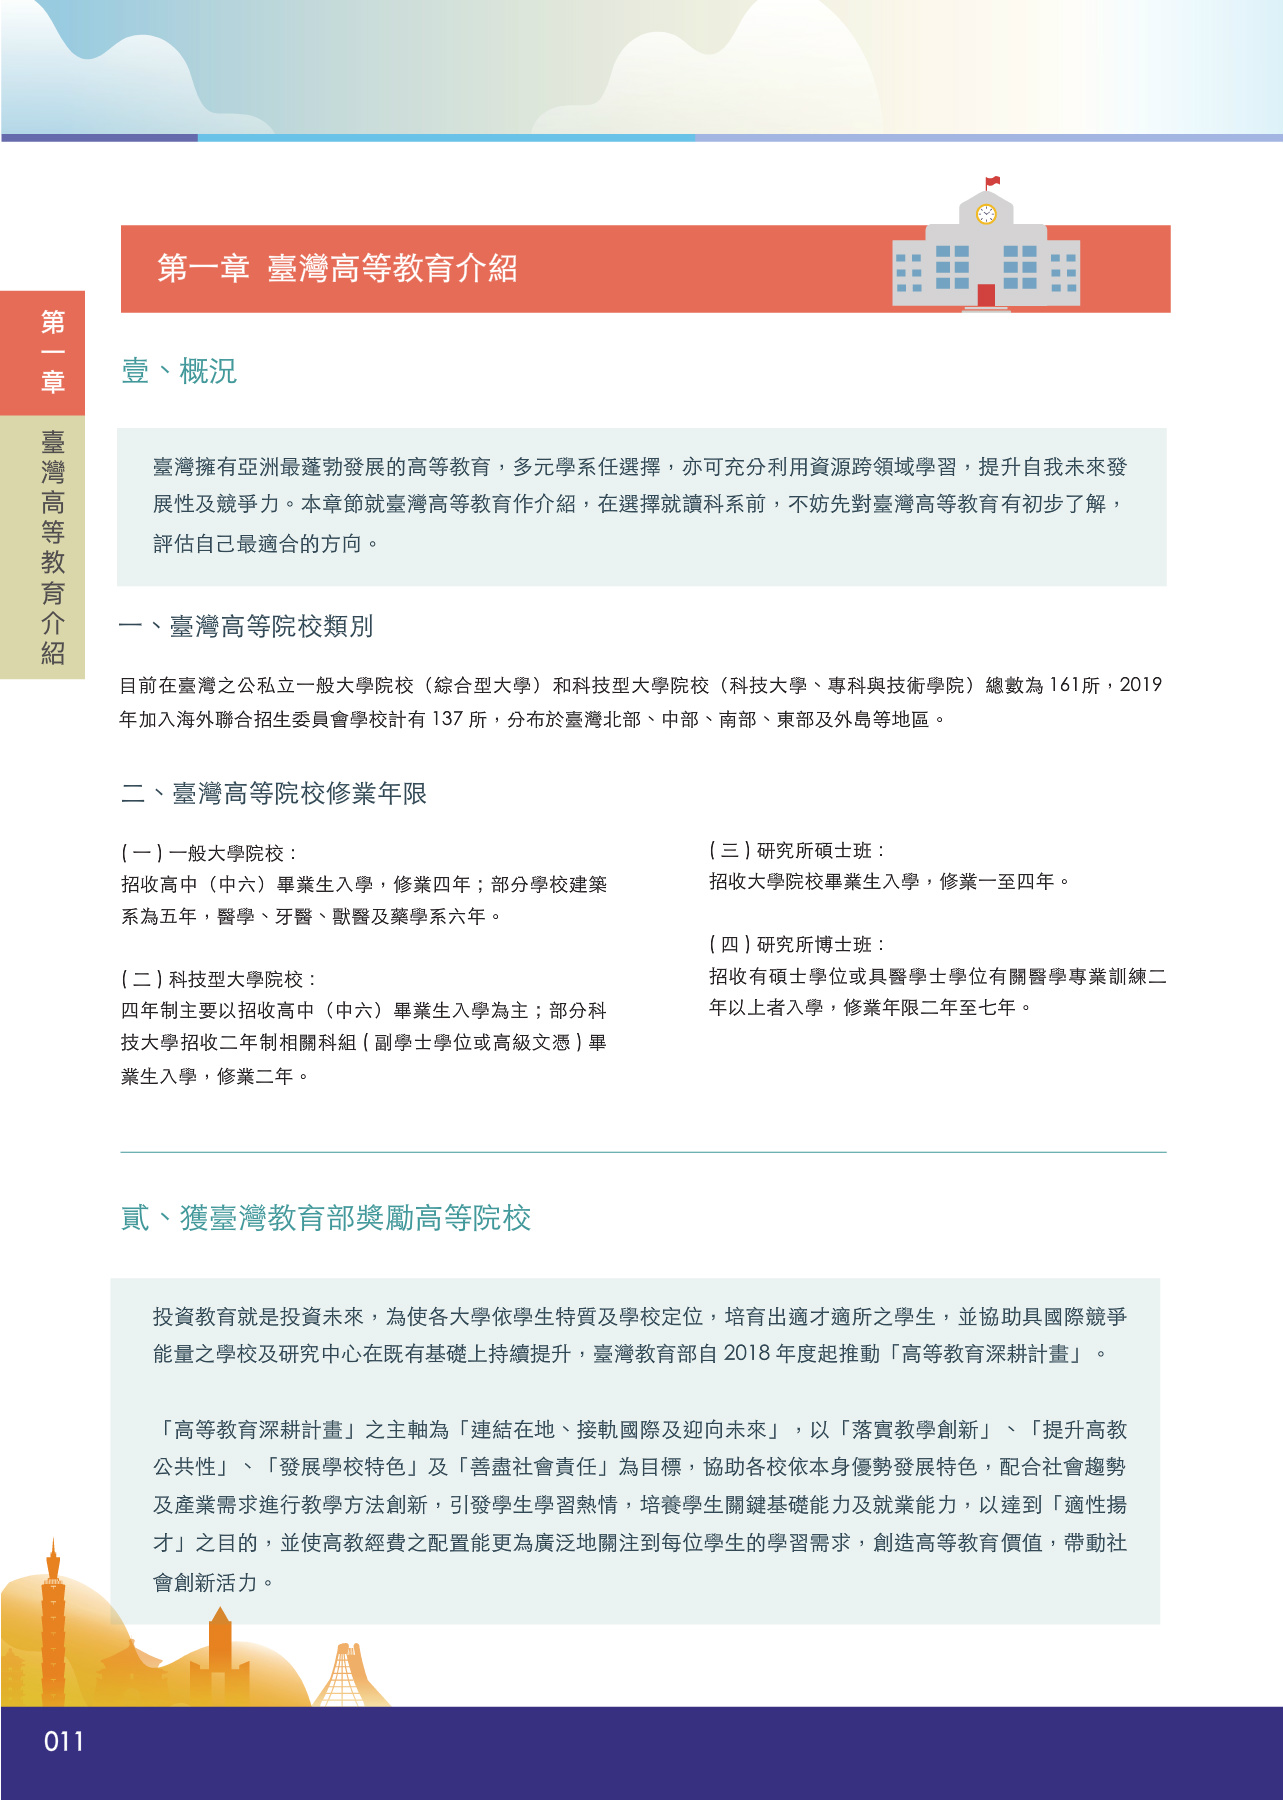 第一章 臺灣高等教育介紹
第一章
臺灣高等教育介紹
壹、概況
臺灣擁有亞洲最蓬勃發展的高等教育，多元學系任選擇，亦可充分利用資源跨領域學習，提升自我未來發
展性及競爭力。本章節就臺灣高等教育作介紹，在選擇就讀科系前，不妨先對臺灣高等教育有初步了解，
評估自己最適合的方向。
一、臺灣高等院校類別
目前在臺灣之公私立一般大學院校（綜合型大學）和科技型大學院校（科技大學、專科與技術學院）總數為 161所，2019
年加入海外聯合招生委員會學校計有 137 所，分布於臺灣北部、中部、南部、東部及外島等地區。
二、臺灣高等院校修業年限
( 一 ) 一般大學院校：
招收高中（中六）畢業生入學，修業四年；部分學校建築
系為五年，醫學、牙醫、獸醫及藥學系六年。
( 二 ) 科技型大學院校：
四年制主要以招收高中（中六）畢業生入學為主；部分科
技大學招收二年制相關科組 ( 副學士學位或高級文憑 ) 畢
業生入學，修業二年。
( 三 ) 研究所碩士班：
招收大學院校畢業生入學，修業一至四年。
( 四 ) 研究所博士班：
招收有碩士學位或具醫學士學位有關醫學專業訓練二
年以上者入學，修業年限二年至七年。
貳、獲臺灣教育部獎勵高等院校
投資教育就是投資未來，為使各大學依學生特質及學校定位，培育出適才適所之學生，並協助具國際競爭
能量之學校及研究中心在既有基礎上持續提升，臺灣教育部自 2018 年度起推動「高等教育深耕計畫」。
「高等教育深耕計畫」之主軸為「連結在地、接軌國際及迎向未來」，以「落實教學創新」、「提升高教
公共性」、「發展學校特色」及「善盡社會責任」為目標，協助各校依本身優勢發展特色，配合社會趨勢
及產業需求進行教學方法創新，引發學生學習熱情，培養學生關鍵基礎能力及就業能力，以達到「適性揚
才」之目的，並使高教經費之配置能更為廣泛地關注到每位學生的學習需求，創造高等教育價值，帶動社
會創新活力。
011